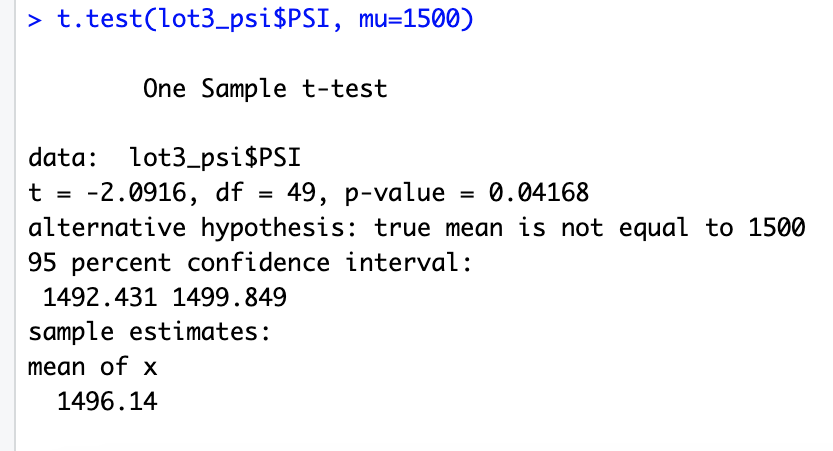 > t.test(lot3_psi$PSI, mu=1500)
One Sample t-test
data:  lot3_psi$PSI
t = -2.0916, df = 49, p-value = 0.04168
alternative hypothesis: true mean is not equal to 1500
95 percent confidence interval:
1492.431 1499.849
sample estimates:
mean of x
1496.14